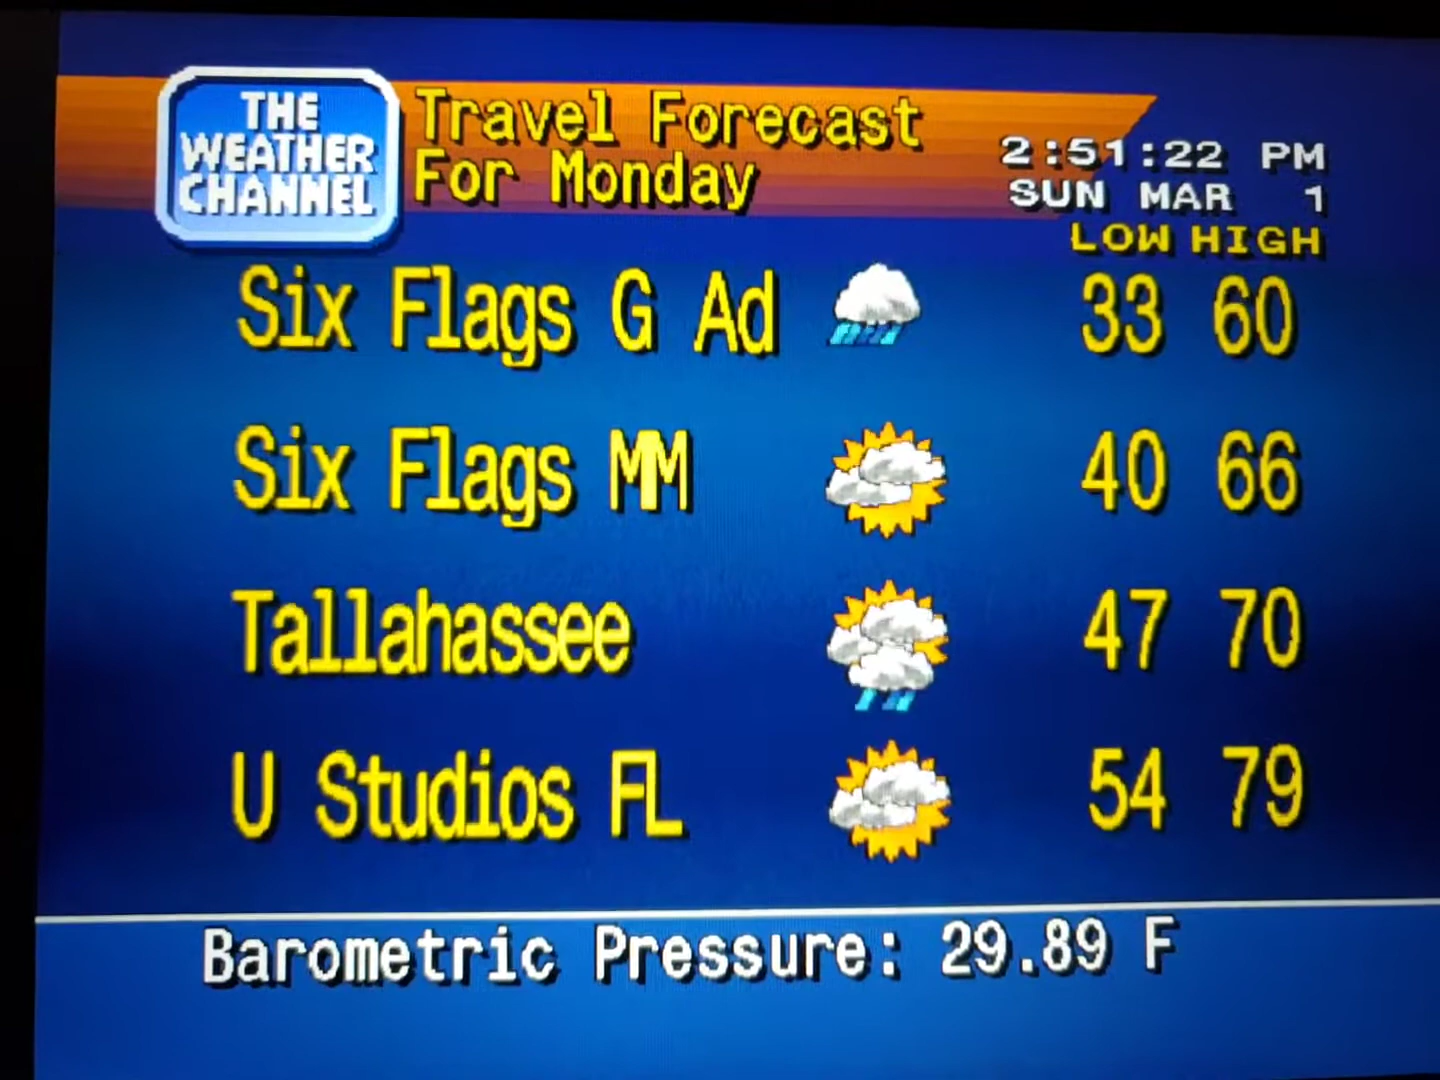 THE
WEATHER
CHANNEL
Travel Forecast
For Monday
2:51:22 PM
SUN MAR 1
LOW HIGH
Six Flags G Ad 33 60
Six Flags MM 40 66
Tallahassee 47 70
U Studios FL 54 79
Barometric Pressure: 29.89 F